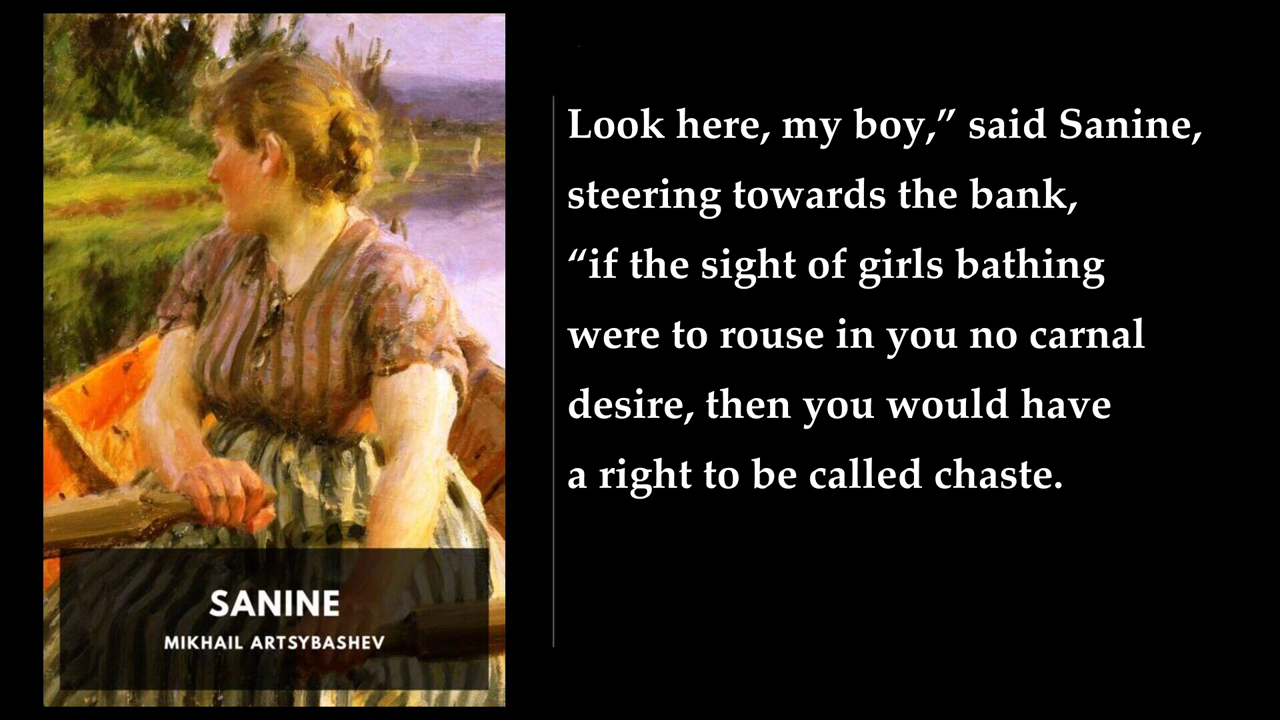 SANINE
MIKHAIL ARTSYBASHEV
Look here, my boy,” said Sanine,
steering towards the bank,
“if the sight of girls bathing
were to rouse in you no carnal
desire, then you would have
a right to be called chaste.